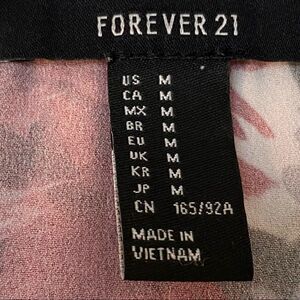 FOREVER 21
US M
CA M
MX M
BR M
EU M
UK M
KR M
JP M
CN 165/92A
MADE IN
VIETNAM